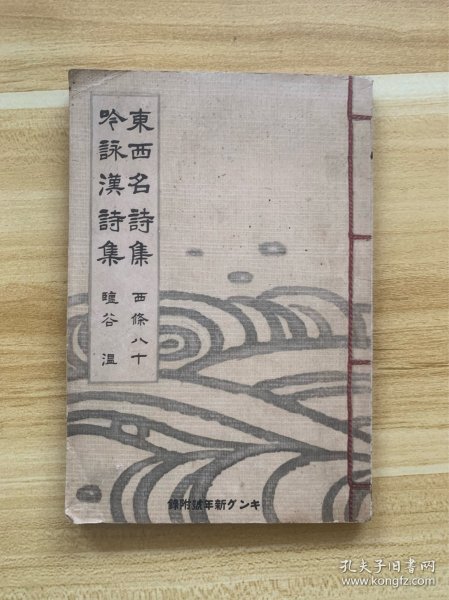 東西名詩集 西條八十
吟詠漢詩集 鹽谷 温
キング新年號附錄
孔夫子旧书网
www.kongfz.com